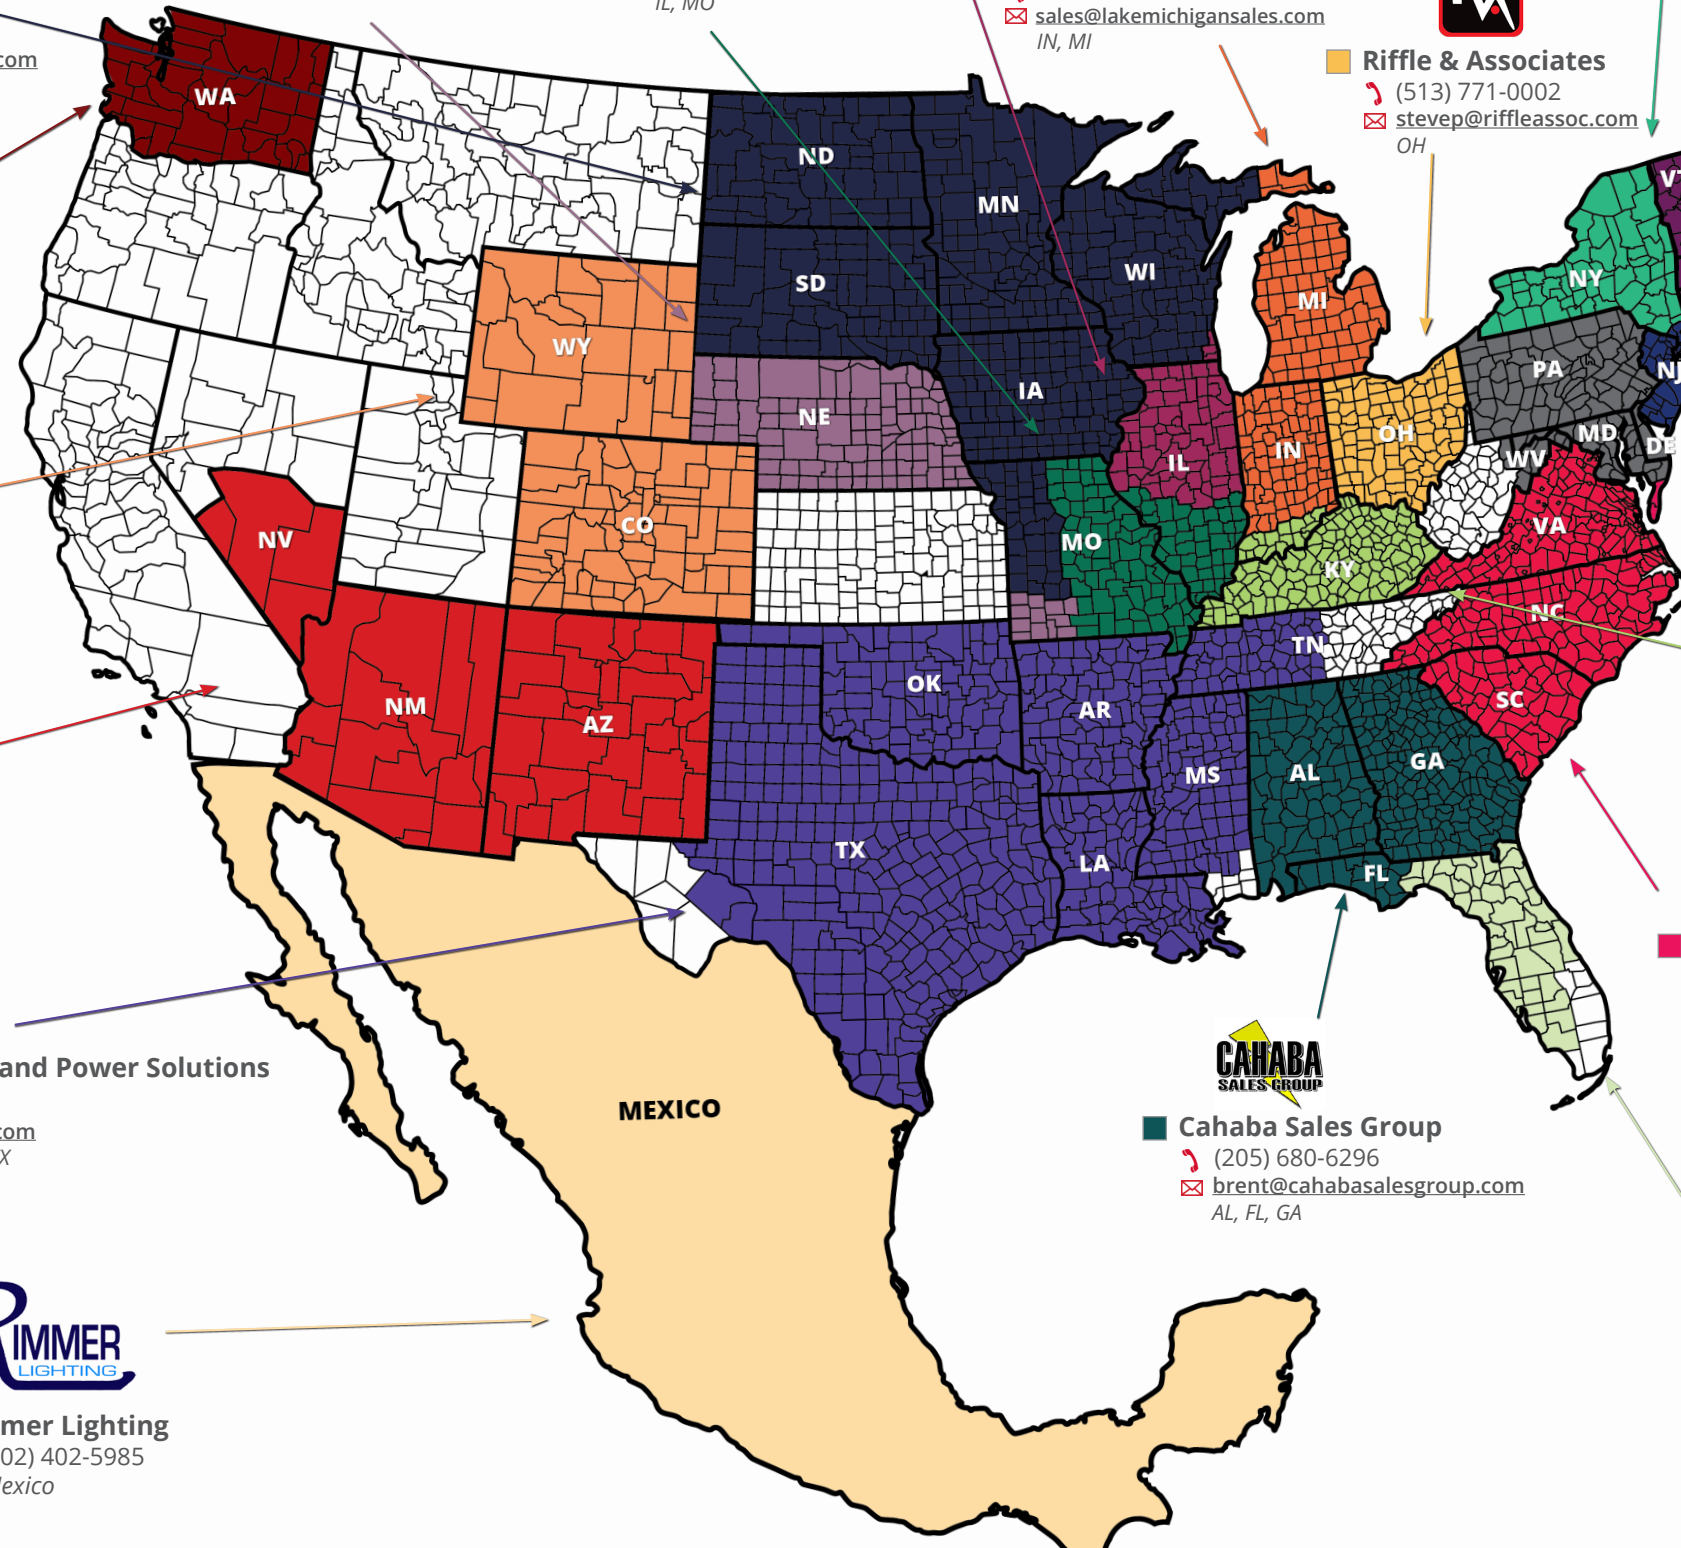 IL, MO
sales@lakemichigansales.com
IN, MI
Riffle & Associates
(513) 771-0002
stevep@riffleassoc.com
OH
com
WA
ND
MN
SD
WI
MI
WY
IA
NE
IL
IN
OH
NY
VT
PA
NJ
MD
DE
WV
VA
NV
CO
MO
KY
NC
TN
SC
NM
AZ
OK
AR
MS
AL
GA
TX
LA
FL
and Power Solutions
com
X
MEXICO
CAHABA
SALES GROUP
Cahaba Sales Group
(205) 680-6296
brent@cahabasalesgroup.com
AL, FL, GA
RIMMER
LIGHTING
mer Lighting
02) 402-5985
exico